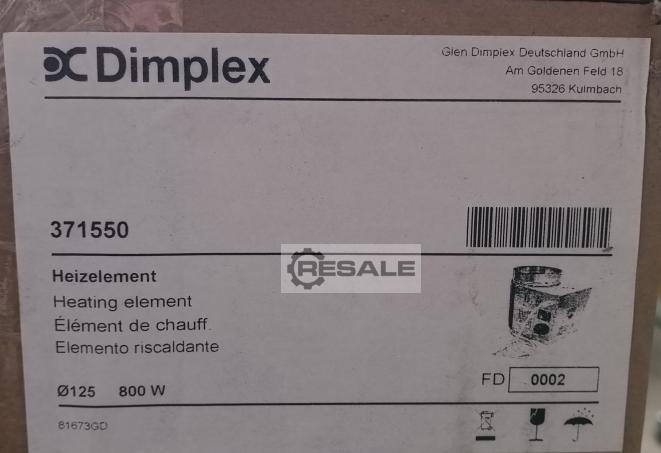 Dimplex
Glen Dimplex Deutschland GmbH
Am Goldenen Feld 18
95326 Kulmbach
371550
RESALE
Heizelement
Heating element
Élément de chauff.
Elemento riscaldante
Ø125 800 W
FD 0002
81673GD